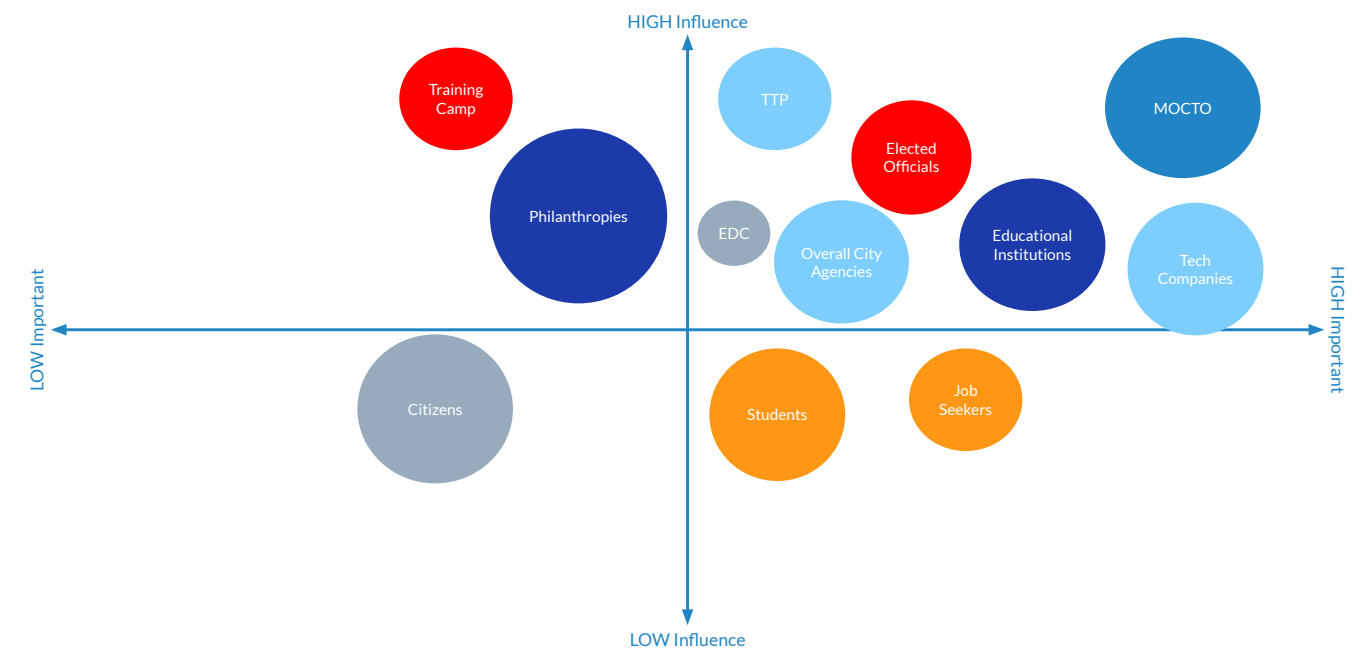 HIGH Influence
Training
Camp
TTP
MOCTO
Elected
Officials
Philanthropies
EDC
Educational
Institutions
Overall City
Agencies
Tech
Companies
LOW Important
HIGH Important
Citizens
Students
Job
Seekers
LOW Influence